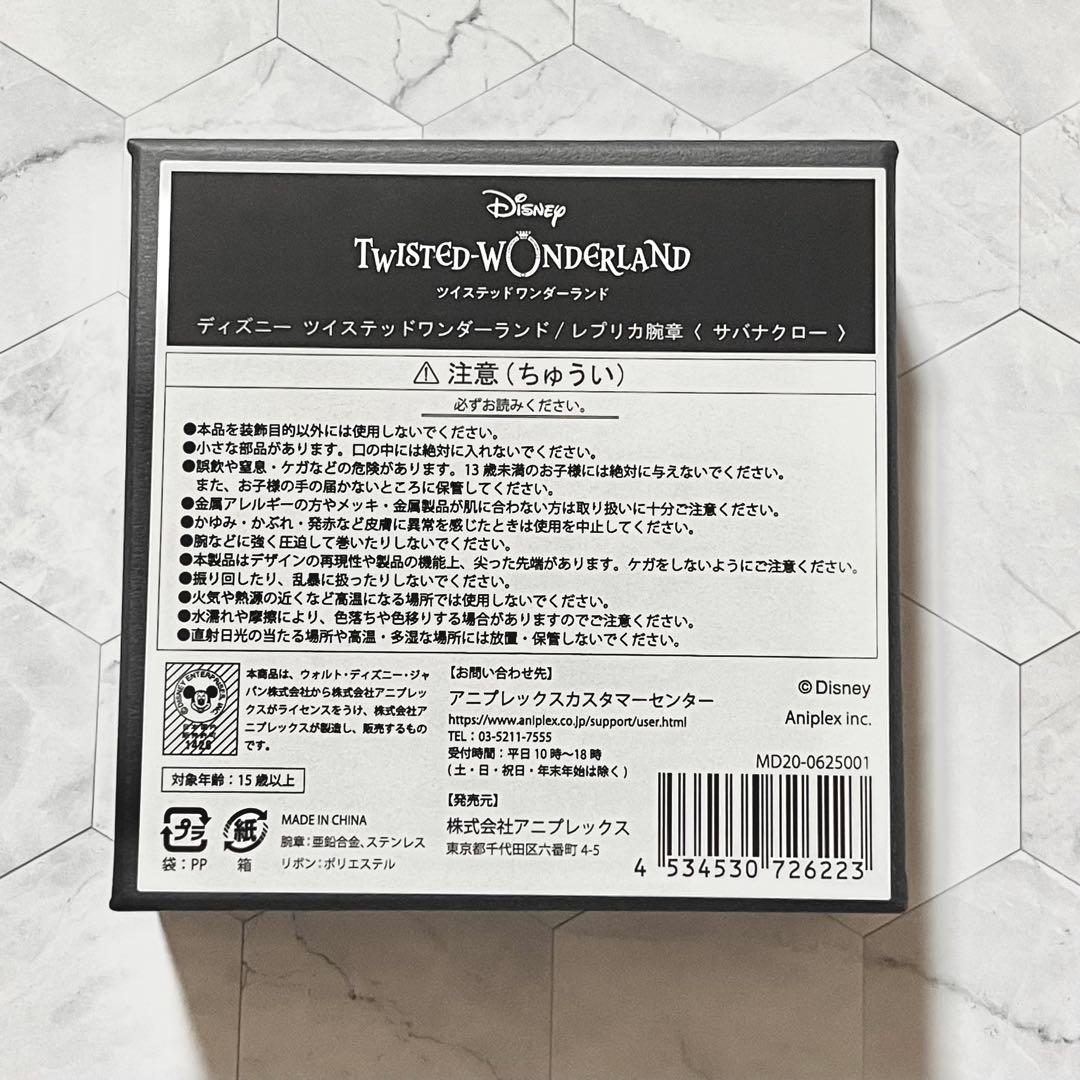 Disney
TWISTED-WONDERLAND
ツイステッドワンダーランド
ディズニー ツイステッドワンダーランド / レプリカ腕章 〈 サバナクロー 〉
⚠ 注意(ちゅうい)
必ずお読みください。
●本品を装飾目的以外には使用しないでください。
●小さな部品があります。口の中には絶対に入れないでください。
●誤飲や窒息・ケガなどの危険があります。13歳未満のお子様には絶対に与えないでください。
また、お子様の手の届かないところに保管してください。
●金属アレルギーの方やメッキ・金属製品が肌に合わない方は取り扱いに十分ご注意ください。
●かゆみ・かぶれ・発赤など皮膚に異常を感じたときは使用を中止してください。
●腕などに強く圧迫して巻いたりしないでください。
●本製品はデザインの再現性や製品の機能上、尖った先端があります。ケガをしないようにご注意ください。
●振り回したり、乱暴に扱ったりしないでください。
●火気や熱源の近くなど高温になる場所では使用しないでください。
●水濡れや摩擦により、色落ちや色移りする場合がありますのでご注意ください。
●直射日光の当たる場所や高温・多湿な場所には放置・保管しないでください。
©DISNEY ENTERPRISES, INC.
本商品は、ウォルト・ディズニー・ジャ
パン株式会社から株式会社アニプレッ
クスがライセンスをうけ、株式会社ア
ニプレックスが製造し、販売するもの
です。
対象年齢:15歳以上
プラ
袋:PP
紙
箱
MADE IN CHINA
腕章:亜鉛合金、ステンレス
リボン:ポリエステル
【お問い合わせ先】
アニプレックスカスタマーセンター
https://www.aniplex.co.jp/support/user.html
TEL:03-5211-7555
受付時間:平日10時~18時
(土・日・祝日・年末年始は除く)
【発売元】
株式会社アニプレックス
東京都千代田区六番町4-5
©Disney
Aniplex inc.
MD20-0625001
4 534530 726223